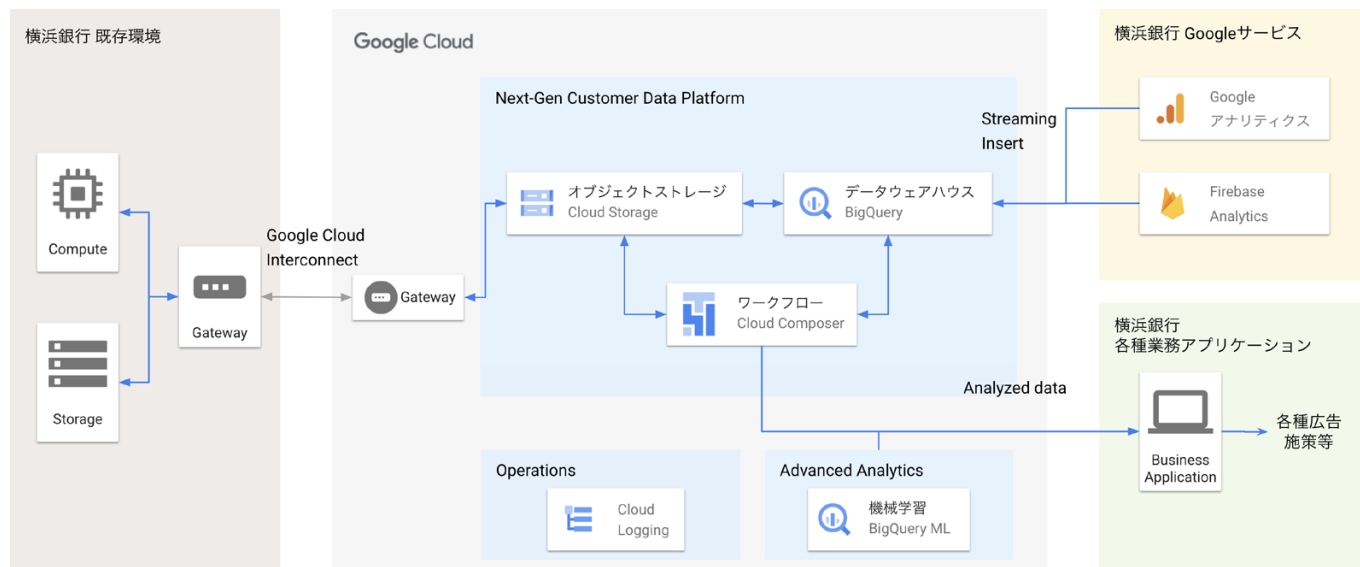 横浜銀行 既存環境
Compute
Storage
Gateway
Google Cloud
Interconnect
Google Cloud
Gateway
Next-Gen Customer Data Platform
オブジェクトストレージ
Cloud Storage
データウェアハウス
BigQuery
ワークフロー
Cloud Composer
Streaming
Insert
Analyzed data
Operations
Cloud
Logging
Advanced Analytics
機械学習
BigQuery ML
横浜銀行 Googleサービス
Google
アナリティクス
Firebase
Analytics
横浜銀行
各種業務アプリケーション
Business
Application
各種広告
施策等